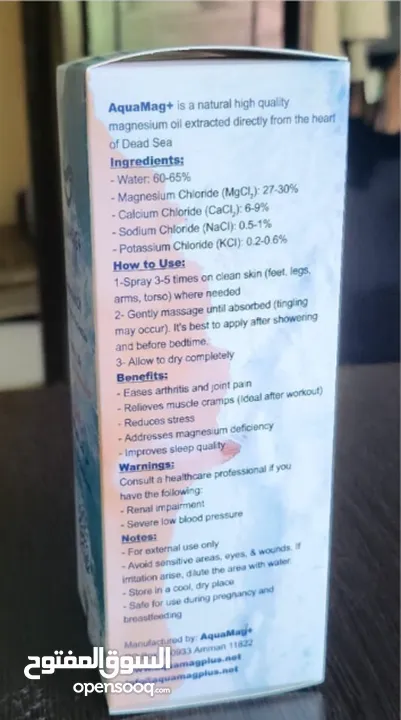 AquaMag+ is a natural high quality
magnesium oil extracted directly from the heart
of Dead Sea
Ingredients:
- Water: 60-65%
- Magnesium Chloride (MgCl₂): 27-30%
- Calcium Chloride (CaCl₂): 6-9%
- Sodium Chloride (NaCl): 0.5-1%
- Potassium Chloride (KCl): 0.2-0.6%
How to Use:
1-Spray 3-5 times on clean skin (feet, legs,
arms, torso) where needed
2- Gently massage until absorbed (tingling
may occur). It's best to apply after showering
and before bedtime.
3- Allow to dry completely
Benefits:
- Eases arthritis and joint pain
- Relieves muscle cramps (Ideal after workout)
- Reduces stress
- Addresses magnesium deficiency
- Improves sleep quality
Warnings:
Consult a healthcare professional if you
have the following:
- Renal impairment
- Severe low blood pressure
Notes:
- For external use only
- Avoid sensitive areas, eyes, & wounds. If
irritation arise, dilute the area with water.
- Store in a cool, dry place
- Safe for use during pregnancy and
breastfeeding
Manufactured by: AquaMag+
Amman 11822
السوق المفتوح
opensooq.com